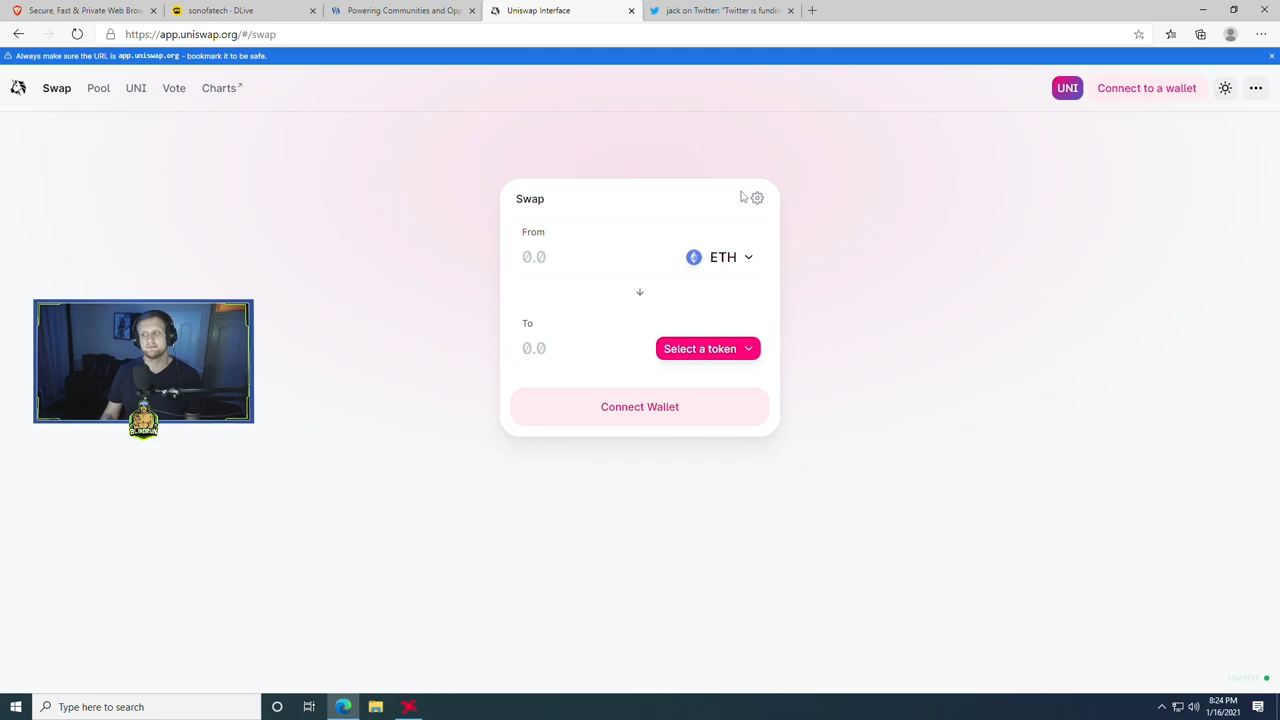 Secure, Fast & Private Web Brow
sonofatech - DLive
Powering Communities and Opp
Uniswap Interface
jack on Twitter: "Twitter is fundin
https://app.uniswap.org/#/swap
Always make sure the URL is app.uniswap.org - bookmark it to be safe.
Swap
Pool
UNI
Vote
Charts↗
UNI
Connect to a wallet
Swap
From
0.0
ETH
To
0.0
Select a token
Connect Wallet
BLINDRUN
Type here to search
8:24 PM
1/16/2021